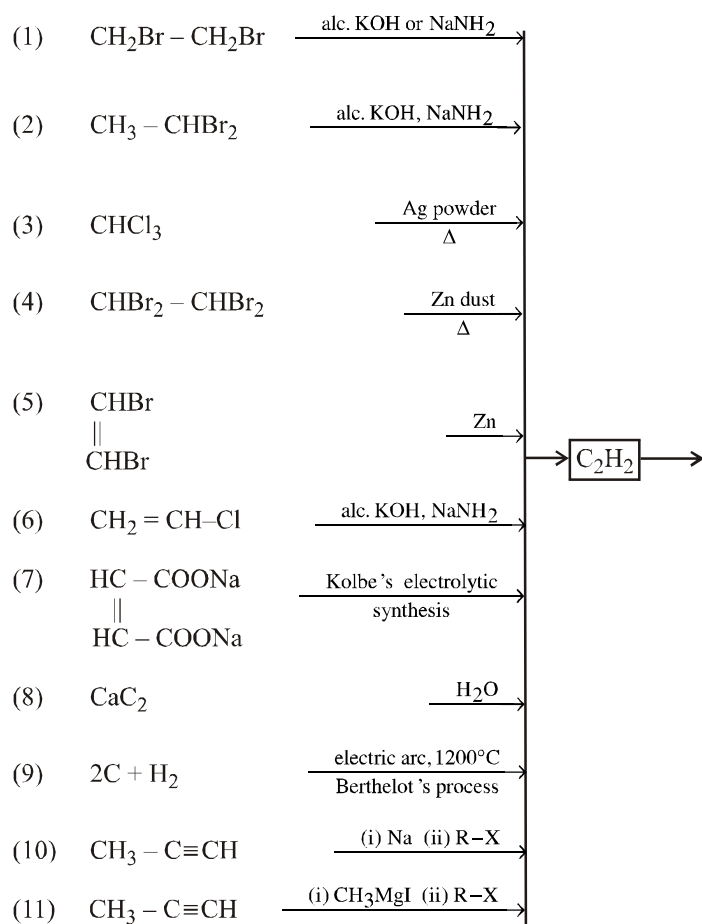 (1) CH₂Br – CH₂Br alc. KOH or NaNH₂
(2) CH₃ – CHBr₂ alc. KOH, NaNH₂
(3) CHCl₃ Ag powder
Δ
(4) CHBr₂ – CHBr₂ Zn dust
Δ
(5) CHBr
||
CHBr
Zn
C₂H₂
(6) CH₂ = CH–Cl alc. KOH, NaNH₂
(7) HC – COONa Kolbe's electrolytic
|| synthesis
HC – COONa
(8) CaC₂ H₂O
(9) 2C + H₂ electric arc, 1200°C
Berthelot's process
(10) CH₃ – C≡CH (i) Na (ii) R–X
(11) CH₃ – C≡CH (i) CH₃MgI (ii) R–X